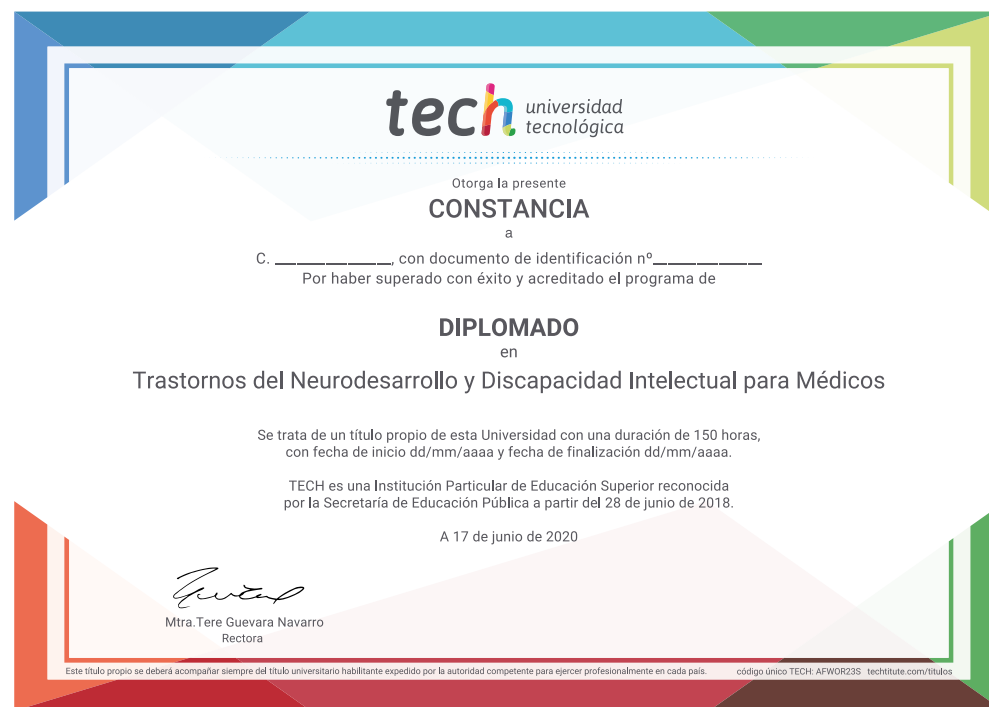 tech universidad
tecnológica
Otorga la presente
CONSTANCIA
a
C. ______________, con documento de identificación nº_____________
Por haber superado con éxito y acreditado el programa de
DIPLOMADO
en
Trastornos del Neurodesarrollo y Discapacidad Intelectual para Médicos
Se trata de un título propio de esta Universidad con una duración de 150 horas,
con fecha de inicio dd/mm/aaaa y fecha de finalización dd/mm/aaaa.
TECH es una Institución Particular de Educación Superior reconocida
por la Secretaría de Educación Pública a partir del 28 de junio de 2018.
A 17 de junio de 2020
Mtra.Tere Guevara Navarro
Rectora
Este título propio se deberá acompañar siempre del título universitario habilitante expedido por la autoridad competente para ejercer profesionalmente en cada país. código único TECH: AFWOR23S techtitute.com/titulos